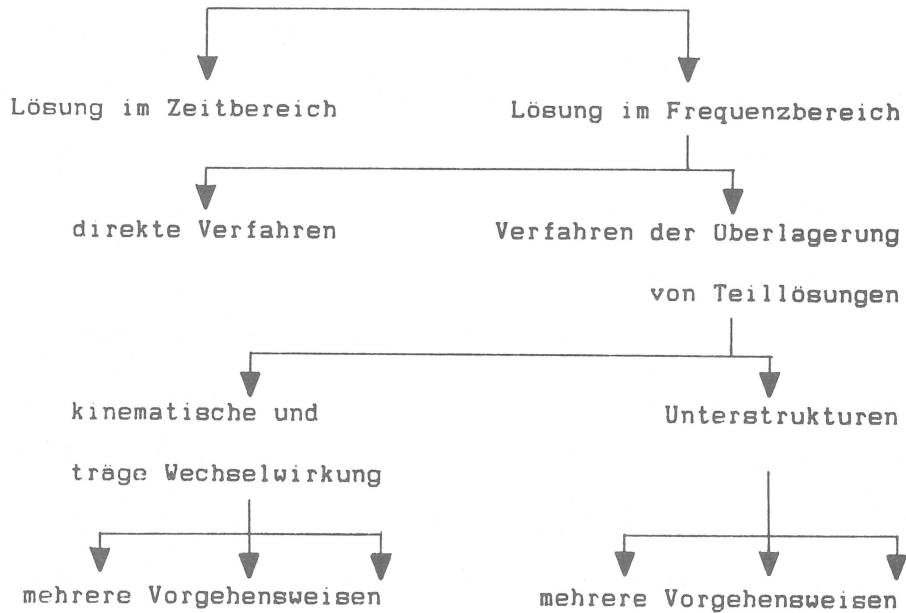 Lösung im Zeitbereich
Lösung im Frequenzbereich
direkte Verfahren
Verfahren der Überlagerung
von Teillösungen
kinematische und
träge Wechselwirkung
Unterstrukturen
mehrere Vorgehensweisen
mehrere Vorgehensweisen